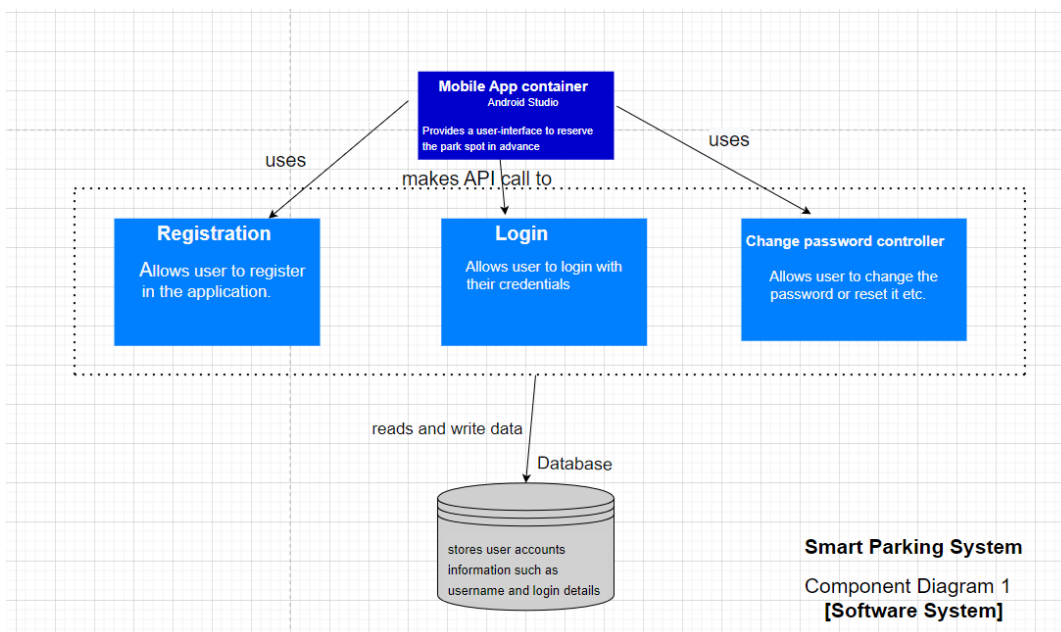 Mobile App container
Android Studio
Provides a user-interface to reserve
the park spot in advance
uses
uses
makes API call to
Registration
Allows user to register
in the application.
Login
Allows user to login with
their credentials
Change password controller
Allows user to change the
password or reset it etc.
reads and write data
Database
stores user accounts
information such as
username and login details
Smart Parking System
Component Diagram 1
[Software System]